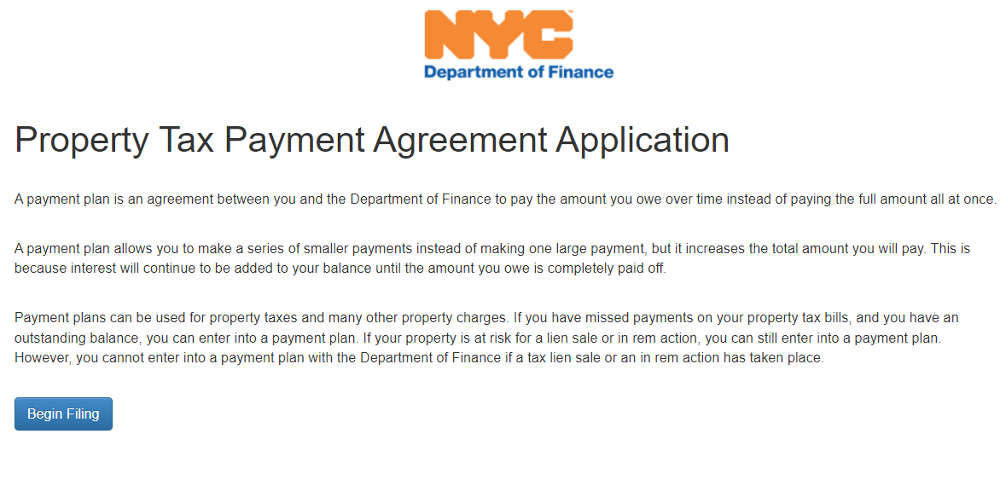 NYC
Department of Finance
Property Tax Payment Agreement Application
A payment plan is an agreement between you and the Department of Finance to pay the amount you owe over time instead of paying the full amount all at once.
A payment plan allows you to make a series of smaller payments instead of making one large payment, but it increases the total amount you will pay. This is
because interest will continue to be added to your balance until the amount you owe is completely paid off.
Payment plans can be used for property taxes and many other property charges. If you have missed payments on your property tax bills, and you have an
outstanding balance, you can enter into a payment plan. If your property is at risk for a lien sale or in rem action, you can still enter into a payment plan.
However, you cannot enter into a payment plan with the Department of Finance if a tax lien sale or an in rem action has taken place.
Begin Filing